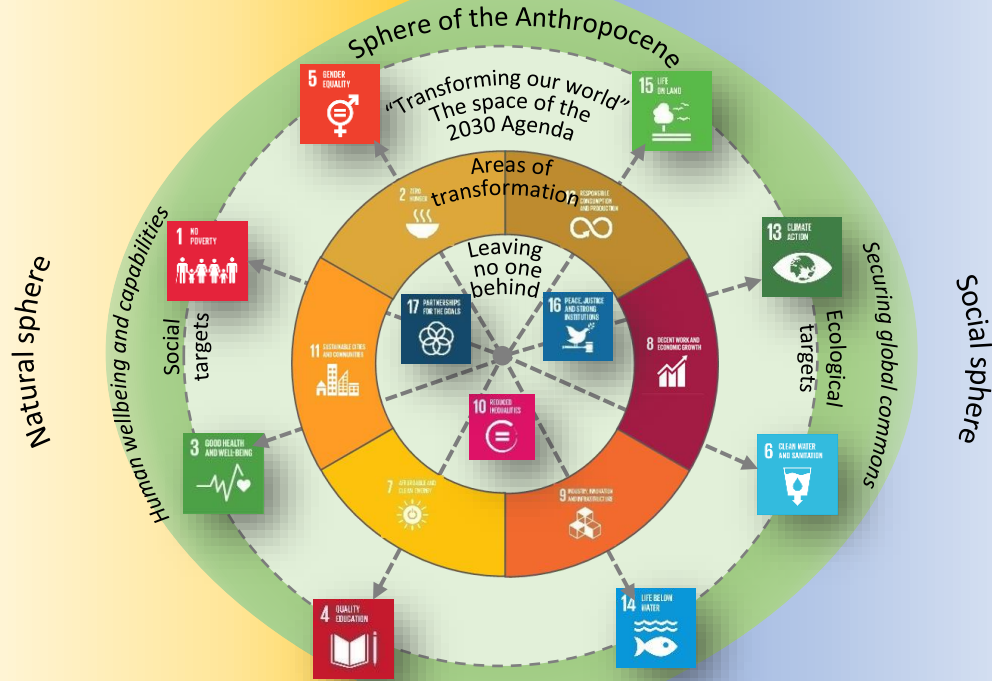 Sphere of the Anthropocene
5 GENDER
EQUALITY
“Transforming our world”
The space of the
2030 Agenda
15 LIFE
ON LAND
Areas of
transformation
2 ZERO
HUNGER
12 RESPONSIBLE
CONSUMPTION
AND PRODUCTION
1 NO
POVERTY
13 CLIMATE
ACTION
Leaving
no one
behind
17 PARTNERSHIPS
FOR THE GOALS
16 PEACE, JUSTICE
AND STRONG
INSTITUTIONS
Natural sphere
Human wellbeing and capabilities
Social
targets
11 SUSTAINABLE CITIES
AND COMMUNITIES
8 DECENT WORK AND
ECONOMIC GROWTH
Ecological
targets
Securing global commons
Social sphere
10 REDUCED
INEQUALITIES
3 GOOD HEALTH
AND WELL-BEING
6 CLEAN WATER
AND SANITATION
7 AFFORDABLE AND
CLEAN ENERGY
9 INDUSTRY, INNOVATION
AND INFRASTRUCTURE
4 QUALITY
EDUCATION
14 LIFE BELOW
WATER